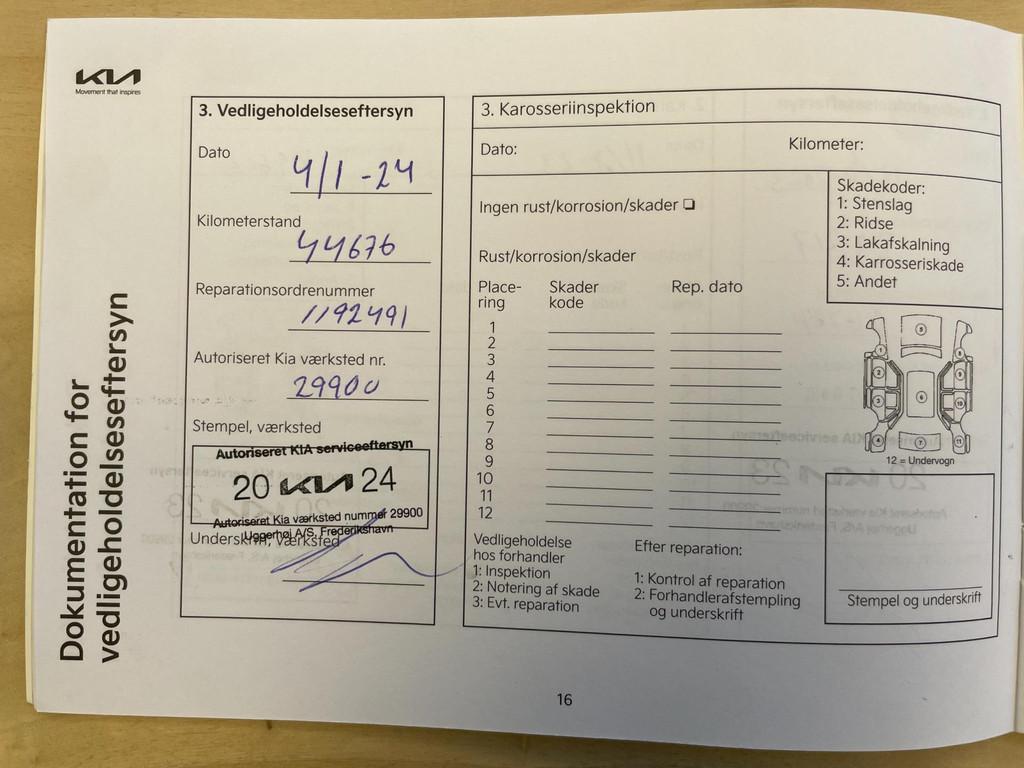 KIA
Movement that inspires
Dokumentation for
vedligeholdelseseftersyn
3. Vedligeholdelseseftersyn
Dato
4/1-24
Kilometerstand
44676
Reparationsordrenummer
1192491
Autoriseret Kia værksted nr.
29900
Stempel, værksted
Autoriseret KIA serviceeftersyn
20 KIA 24
Autoriseret Kia værksted nummer 29900
Uggerhøj A/S, Frederikshavn
Underskrift, værksted
3. Karosseriinspektion
Dato:
Kilometer:
Ingen rust/korrosion/skader ❏
Rust/korrosion/skader
Skadekoder:
1: Stenslag
2: Ridse
3: Lakafskalning
4: Karrosseriskade
5: Andet
Place-
ring
Skader
kode
Rep. dato
1
2
3
4
5
6
7
8
9
10
11
12
12 = Undervogn
Vedligeholdelse
hos forhandler
1: Inspektion
2: Notering af skade
3: Evt. reparation
Efter reparation:
1: Kontrol af reparation
2: Forhandlerafstempling
og underskrift
Stempel og underskrift
16